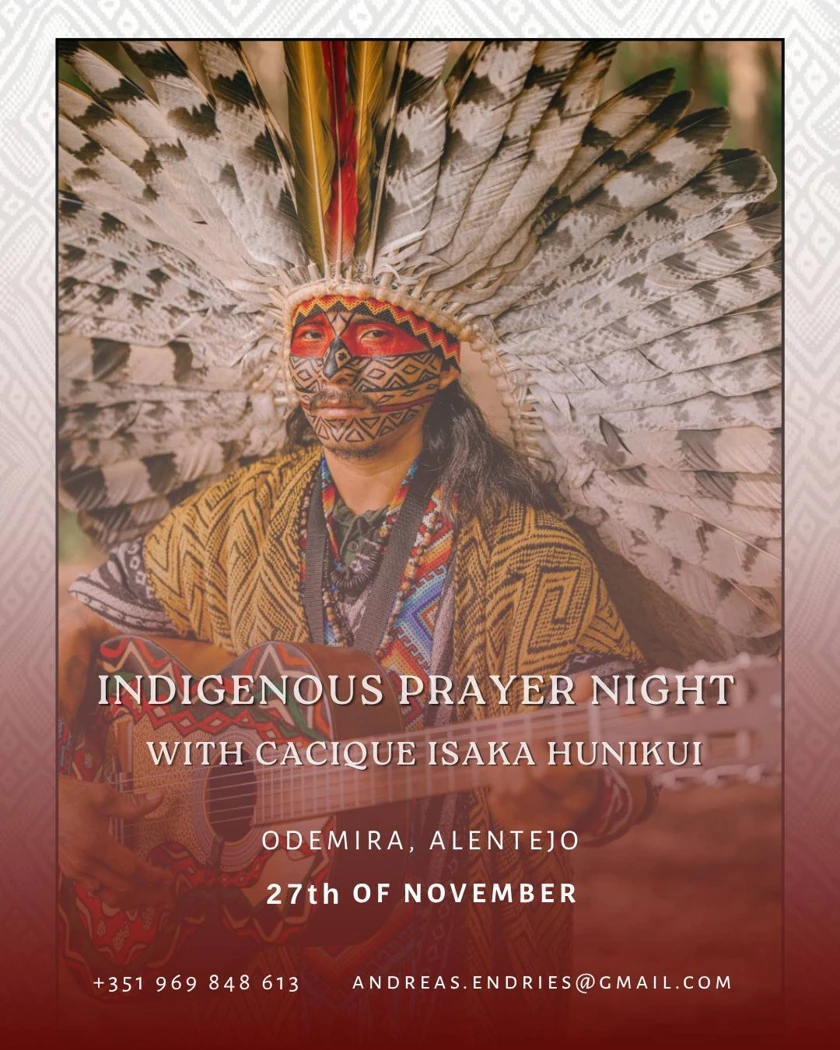 INDIGENOUS PRAYER NIGHT
WITH CACIQUE ISAKA HUNIKUI
ODEMIRA, ALENTEJO
27th OF NOVEMBER
+351 969 848 613 ANDREAS.ENDRIES@GMAIL.COM